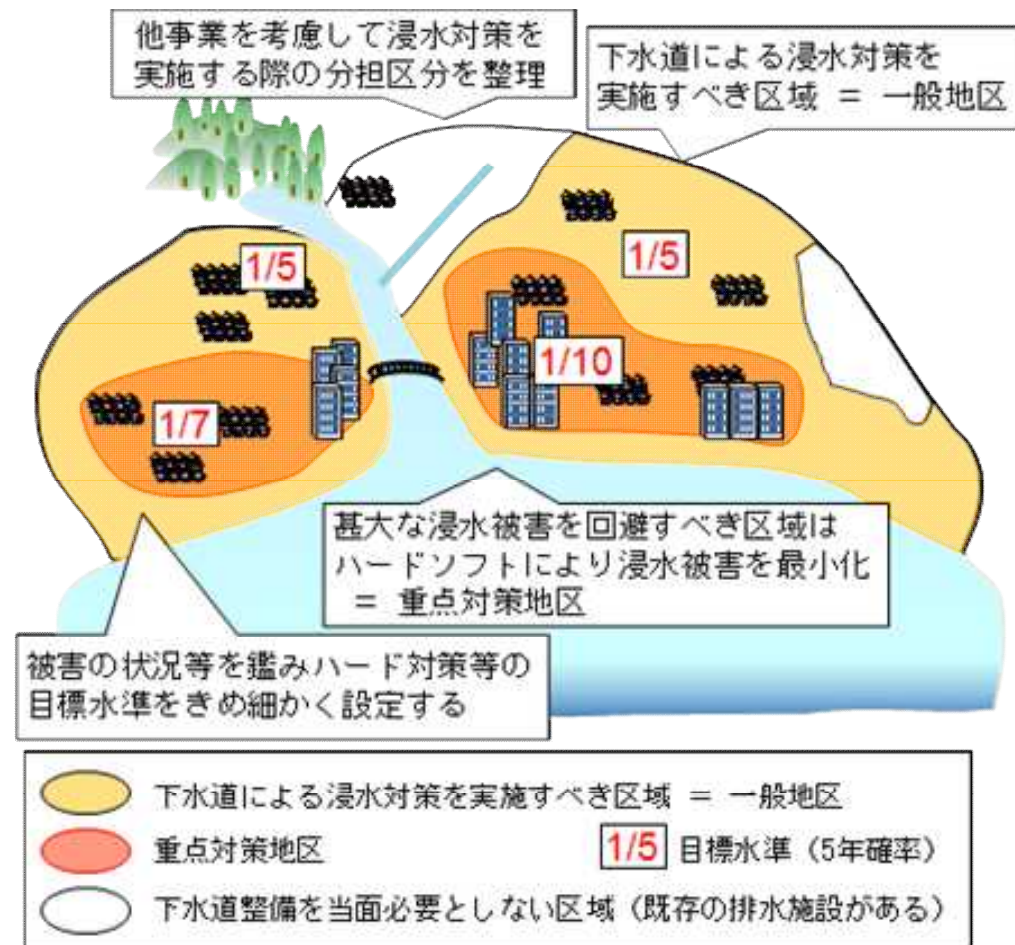 他事業を考慮して浸水対策を
実施する際の分担区分を整理
下水道による浸水対策を
実施すべき区域 = 一般地区
1/5
1/5
1/10
1/7
甚大な浸水被害を回避すべき区域は
ハードソフトにより浸水被害を最小化
= 重点対策地区
被害の状況等を鑑みハード対策等の
目標水準をきめ細かく設定する
下水道による浸水対策を実施すべき区域 = 一般地区
重点対策地区
1/5 目標水準（5年確率）
下水道整備を当面必要としない区域（既存の排水施設がある）